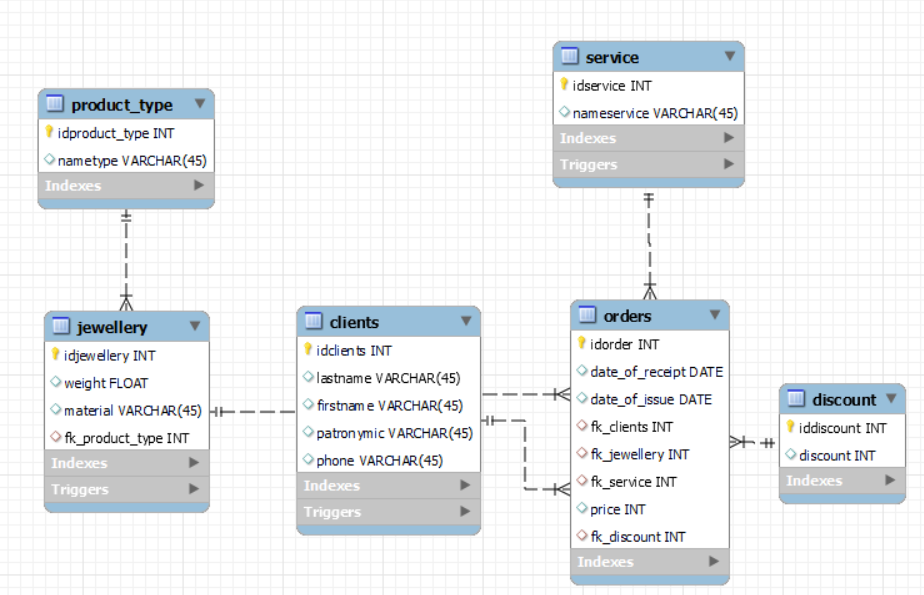 product_type
idproduct_type INT
nametype VARCHAR(45)
Indexes
service
idservice INT
nameservice VARCHAR(45)
Indexes
Triggers
jewellery
idjewellery INT
weight FLOAT
material VARCHAR(45)
fk_product_type INT
Indexes
Triggers
clients
idclients INT
lastname VARCHAR(45)
firstname VARCHAR(45)
patronymic VARCHAR(45)
phone VARCHAR(45)
Indexes
Triggers
orders
idorder INT
date_of_receipt DATE
date_of_issue DATE
fk_clients INT
fk_jewellery INT
fk_service INT
price INT
fk_discount INT
Indexes
discount
iddiscount INT
discount INT
Indexes